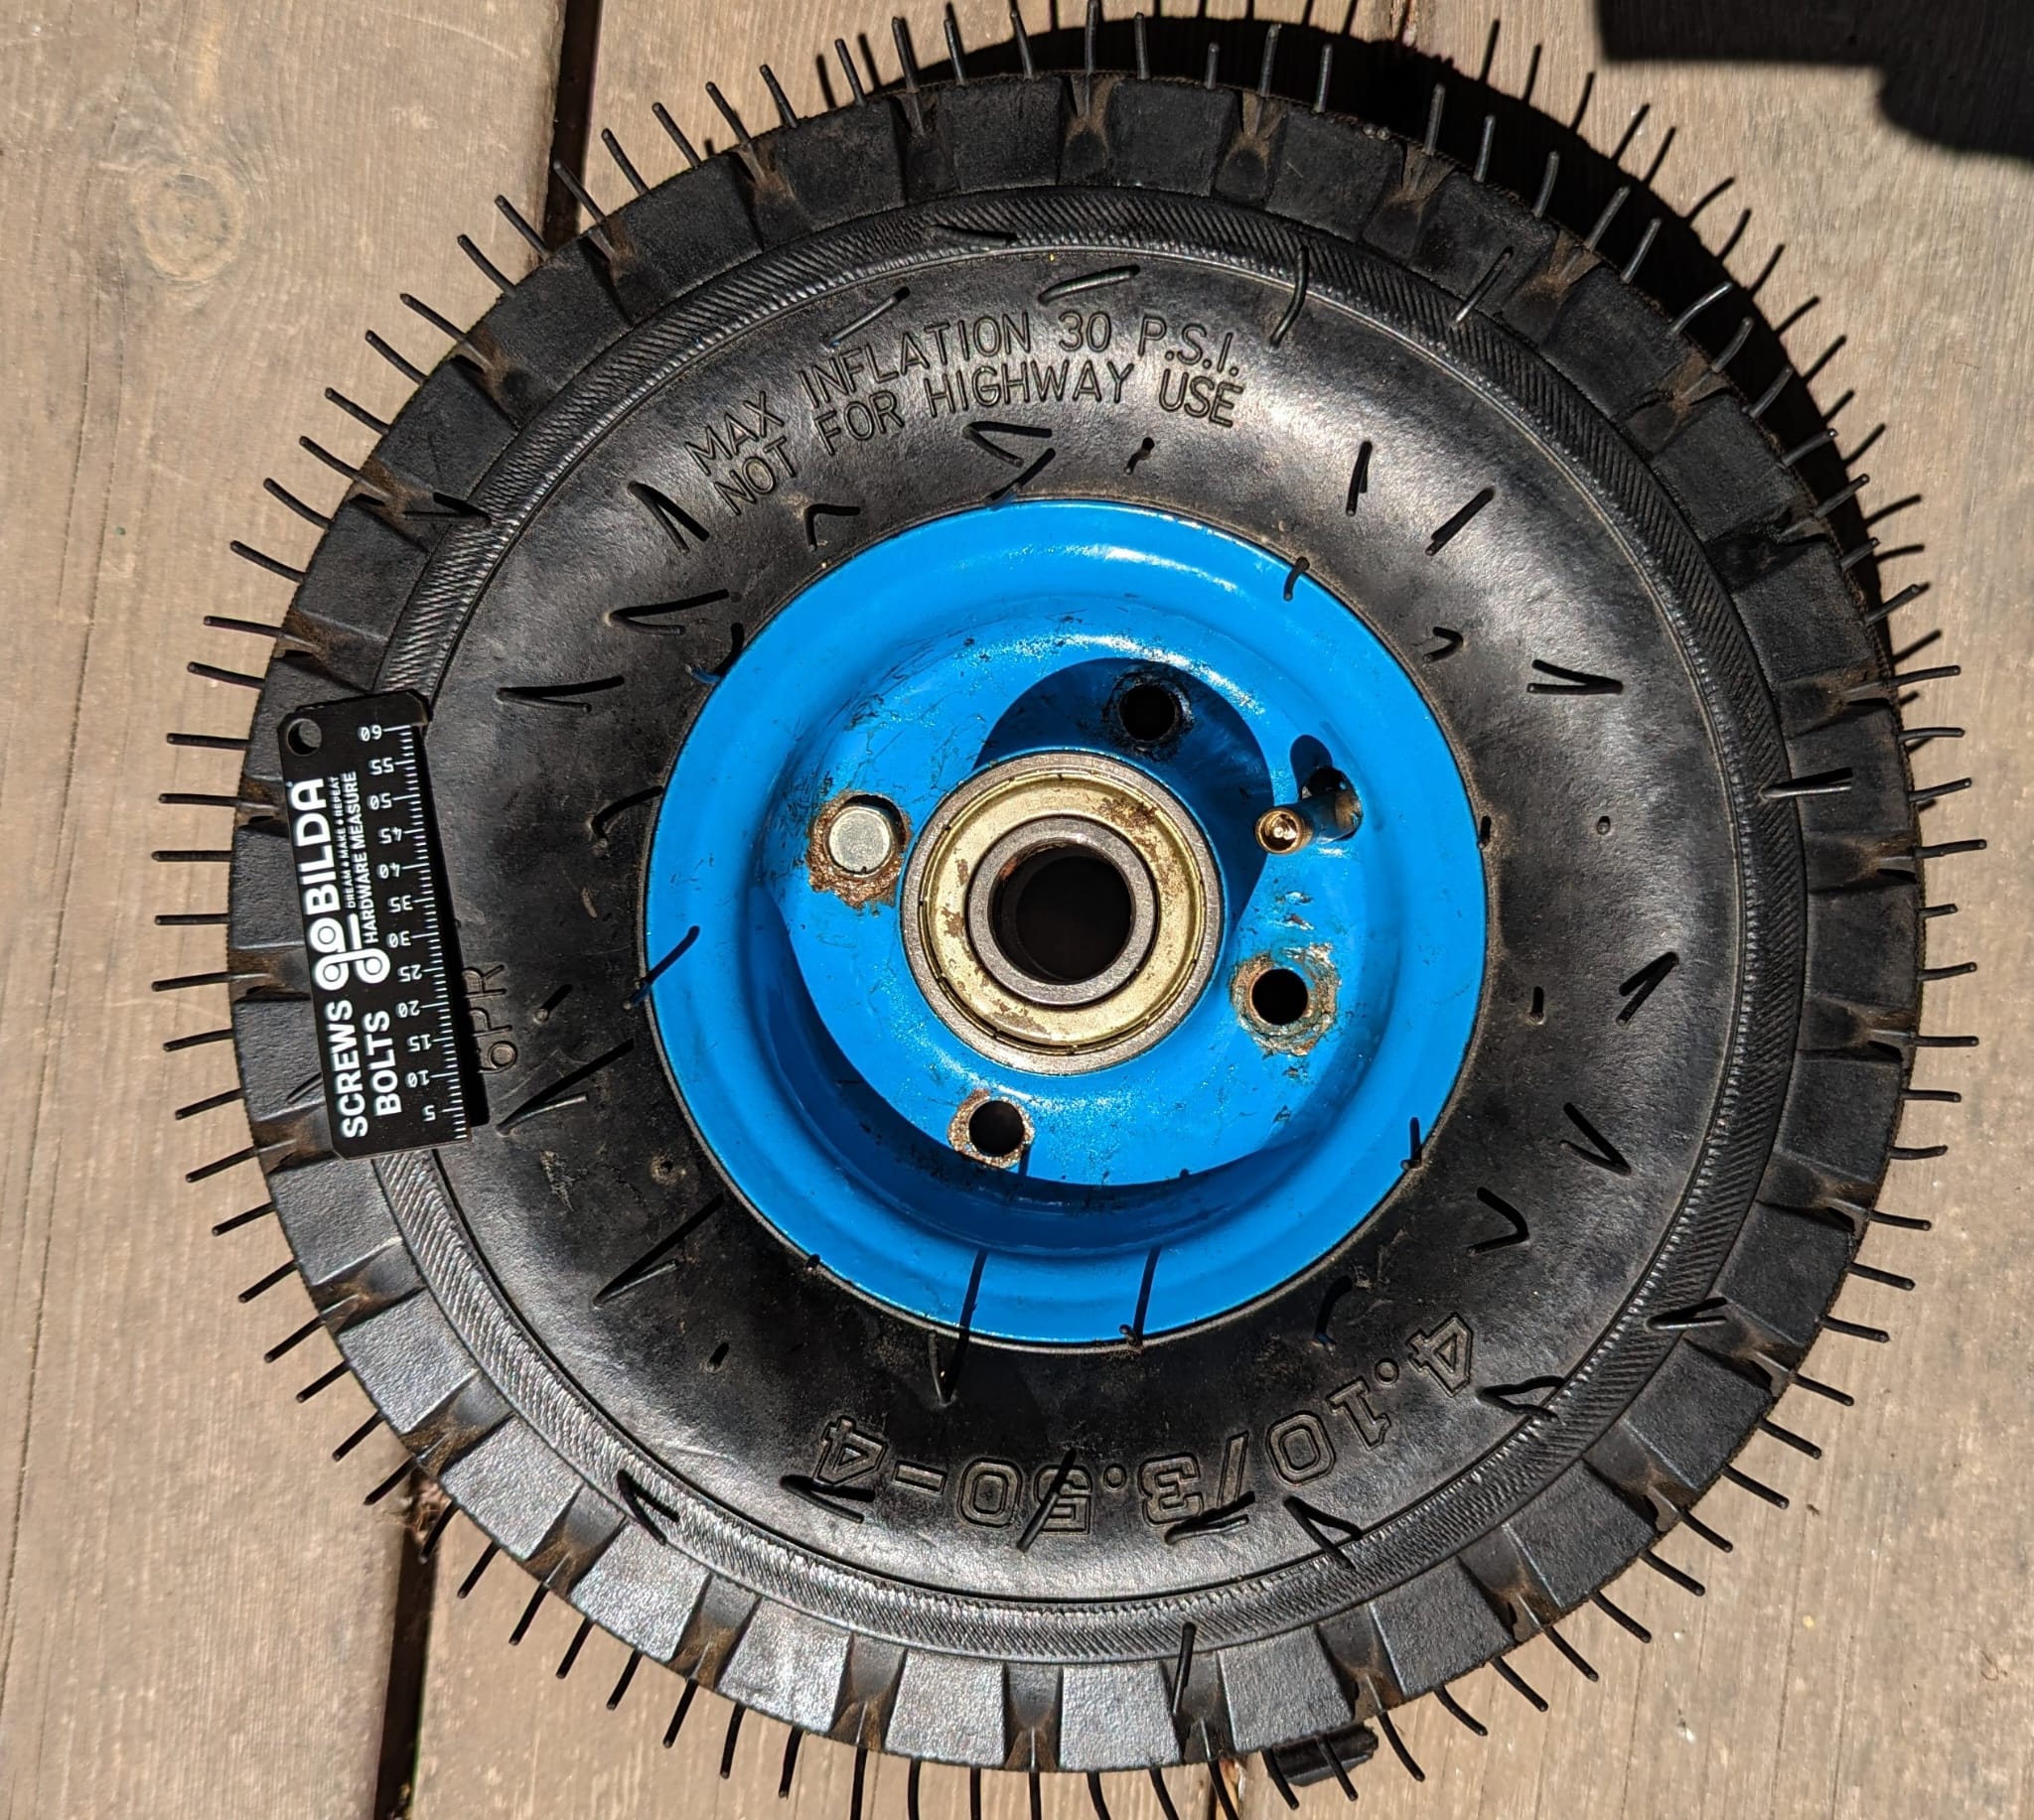 MAX INFLATION 30 P.S.I.
NOT FOR HIGHWAY USE
60
55
50
45
40
35
30
25
20
15
10
5
goBILDA
DREAM ♦ MAKE ♦ REPEAT
HARDWARE MEASURE
SCREWS
BOLTS
6PR
4.10/3.50-4